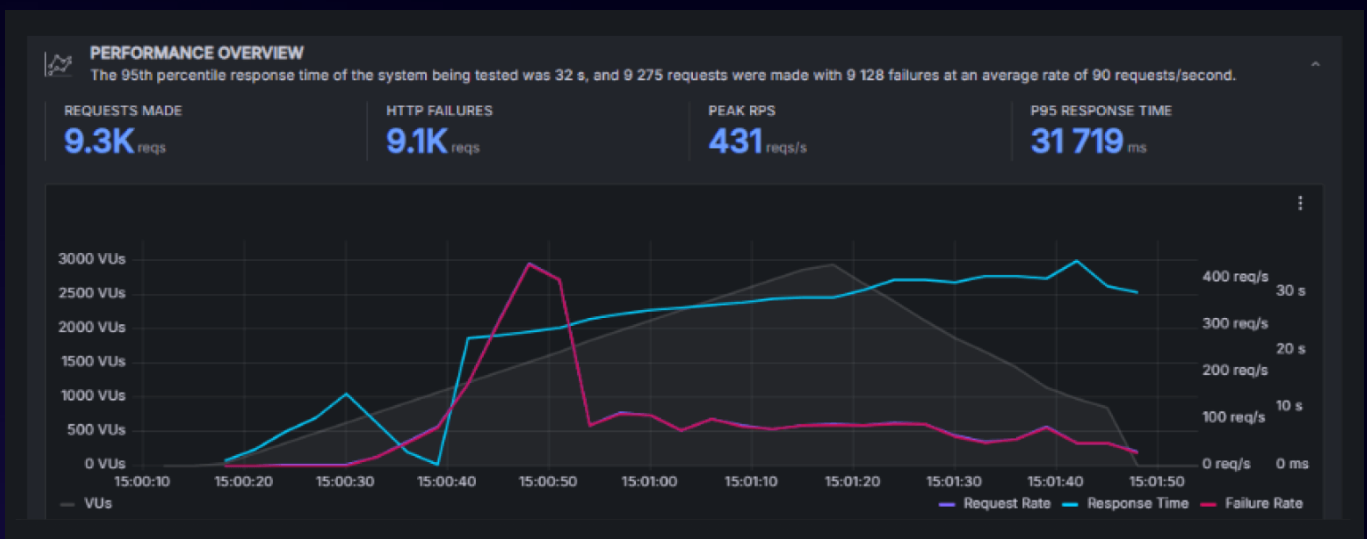 PERFORMANCE OVERVIEW
The 95th percentile response time of the system being tested was 32 s, and 9 275 requests were made with 9 128 failures at an average rate of 90 requests/second.
REQUESTS MADE
9.3K reqs
HTTP FAILURES
9.1K reqs
PEAK RPS
431 reqs/s
P95 RESPONSE TIME
31 719 ms
3000 VUs
2500 VUs
2000 VUs
1500 VUs
1000 VUs
500 VUs
0 VUs
400 req/s
300 req/s
200 req/s
100 req/s
0 req/s
30 s
20 s
10 s
0 ms
15:00:10 15:00:20 15:00:30 15:00:40 15:00:50 15:01:00 15:01:10 15:01:20 15:01:30 15:01:40 15:01:50
VUs Request Rate Response Time Failure Rate